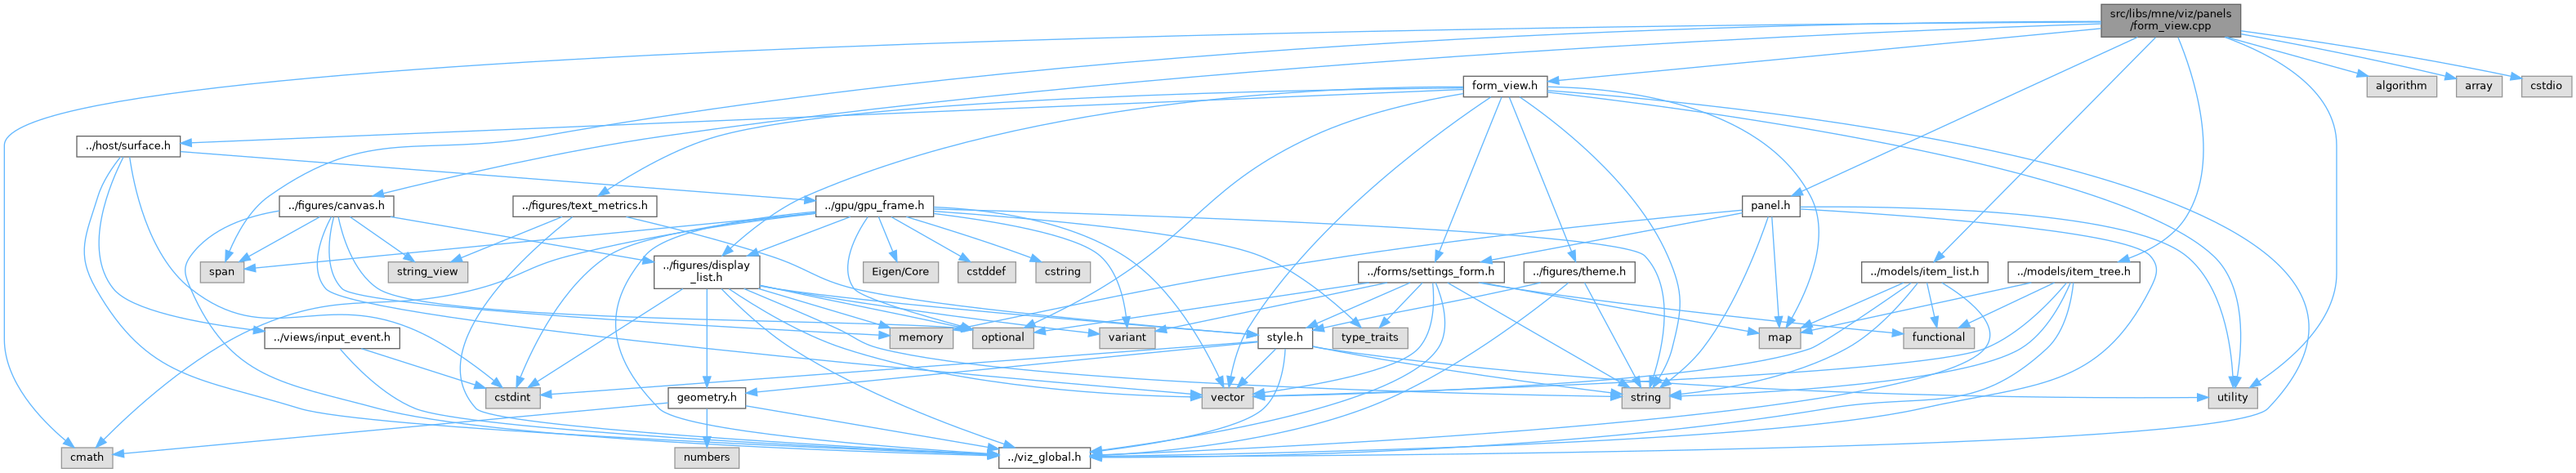 src/libs/mne/viz/panels
/form_view.cpp
form_view.h
algorithm
array
cstdio
../host/surface.h
../figures/canvas.h
../figures/text_metrics.h
../gpu/gpu_frame.h
panel.h
span
string_view
../figures/display
_list.h
Eigen/Core
cstddef
cstring
../forms/settings_form.h
../figures/theme.h
../models/item_list.h
../models/item_tree.h
../views/input_event.h
memory
optional
variant
style.h
type_traits
map
functional
cstdint
geometry.h
vector
string
utility
cmath
numbers
../viz_global.h